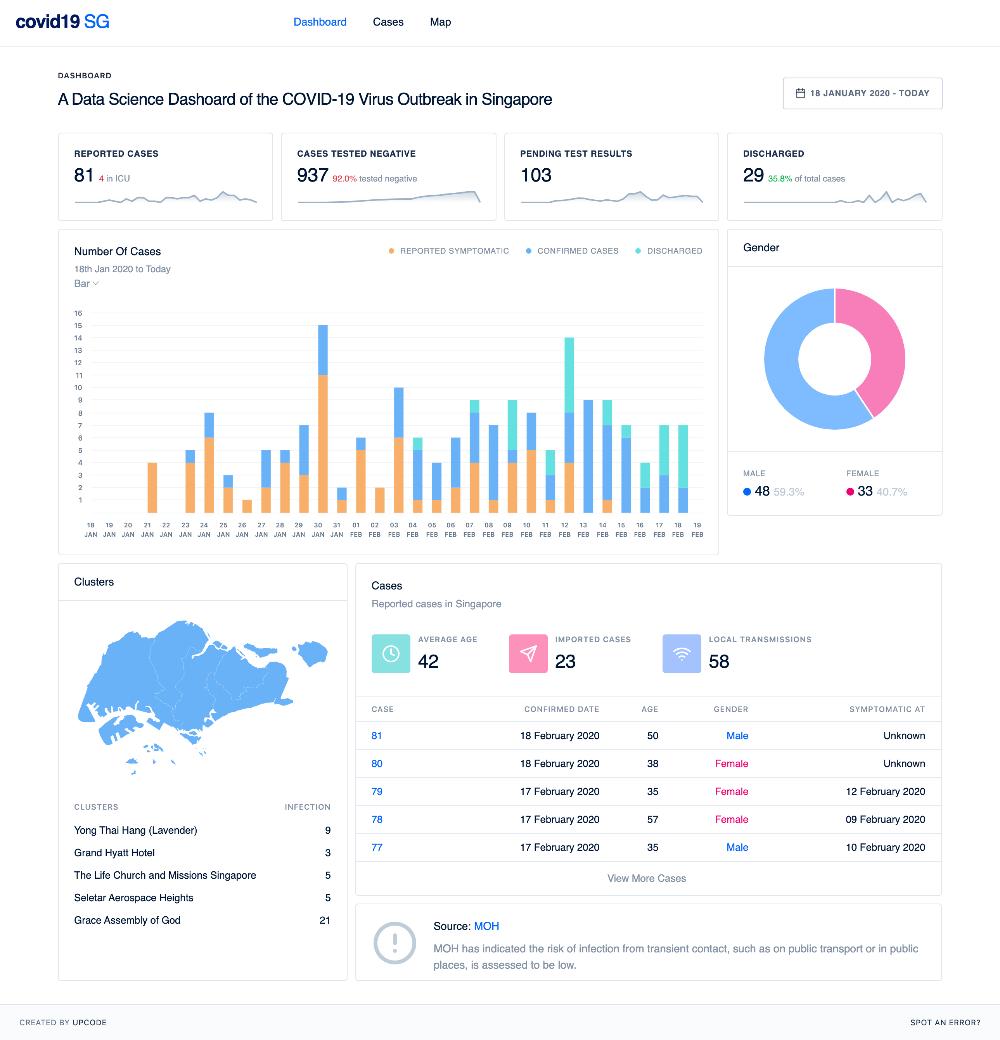 covid19 SG
Dashboard Cases Map
DASHBOARD
A Data Science Dashoard of the COVID-19 Virus Outbreak in Singapore
18 JANUARY 2020 - TODAY
REPORTED CASES
81 4 in ICU
CASES TESTED NEGATIVE
937 92.0% tested negative
PENDING TEST RESULTS
103
DISCHARGED
29 35.8% of total cases
Number Of Cases
18th Jan 2020 to Today
Bar
REPORTED SYMPTOMATIC CONFIRMED CASES DISCHARGED
16
15
14
13
12
11
10
9
8
7
6
5
4
3
2
1
18 19 20 21 22 23 24 25 26 27 28 29 30 31 01 02 03 04 05 06 07 08 09 10 11 12 13 14 15 16 17 18 19
JAN JAN JAN JAN JAN JAN JAN JAN JAN JAN JAN JAN JAN JAN FEB FEB FEB FEB FEB FEB FEB FEB FEB FEB FEB FEB FEB FEB FEB FEB FEB FEB FEB
Gender
MALE FEMALE
48 59.3% 33 40.7%
Clusters
CLUSTERS INFECTION
Yong Thai Hang (Lavender) 9
Grand Hyatt Hotel 3
The Life Church and Missions Singapore 5
Seletar Aerospace Heights 5
Grace Assembly of God 21
Cases
Reported cases in Singapore
AVERAGE AGE
42
IMPORTED CASES
23
LOCAL TRANSMISSIONS
58
CASE CONFIRMED DATE AGE GENDER SYMPTOMATIC AT
81 18 February 2020 50 Male Unknown
80 18 February 2020 38 Female Unknown
79 17 February 2020 35 Female 12 February 2020
78 17 February 2020 57 Female 09 February 2020
77 17 February 2020 35 Male 10 February 2020
View More Cases
Source: MOH
MOH has indicated the risk of infection from transient contact, such as on public transport or in public
places, is assessed to be low.
CREATED BY UPCODE
SPOT AN ERROR?